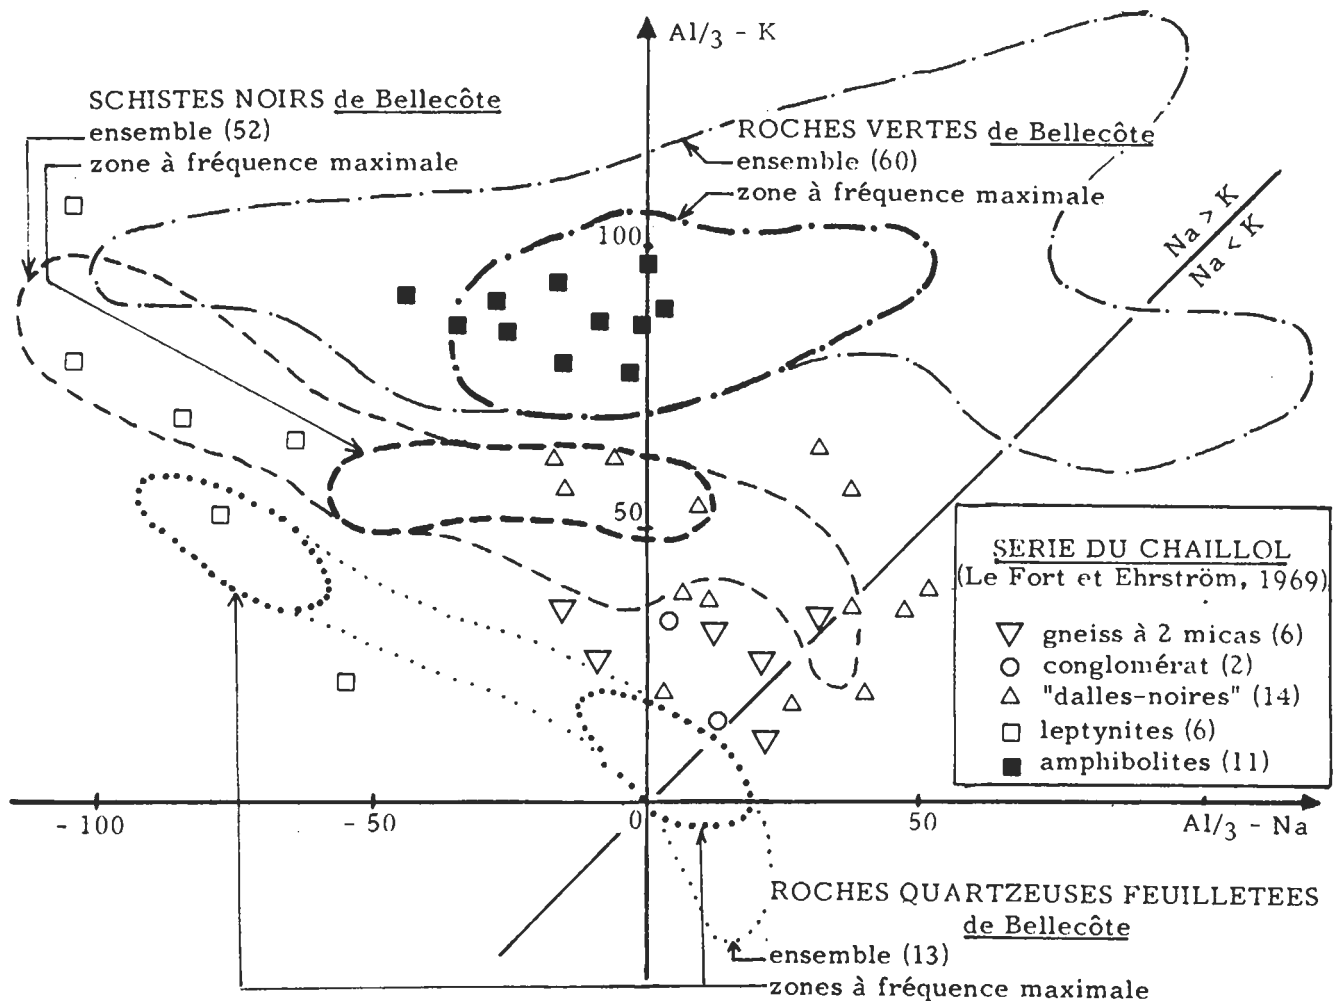 Al/3 - K
SCHISTES NOIRS de Bellecôte
ensemble (52)
zone à fréquence maximale
ROCHES VERTES de Bellecôte
ensemble (60)
zone à fréquence maximale
Na > K
Na < K
100
50
SERIE DU CHAILLOL
(Le Fort et Ehrström, 1969)
gneiss à 2 micas (6)
conglomérat (2)
"dalles-noires" (14)
leptynites (6)
amphibolites (11)
- 100
- 50
0
50
Al/3 - Na
ROCHES QUARTZEUSES FEUILLETEES
de Bellecôte
ensemble (13)
zones à fréquence maximale